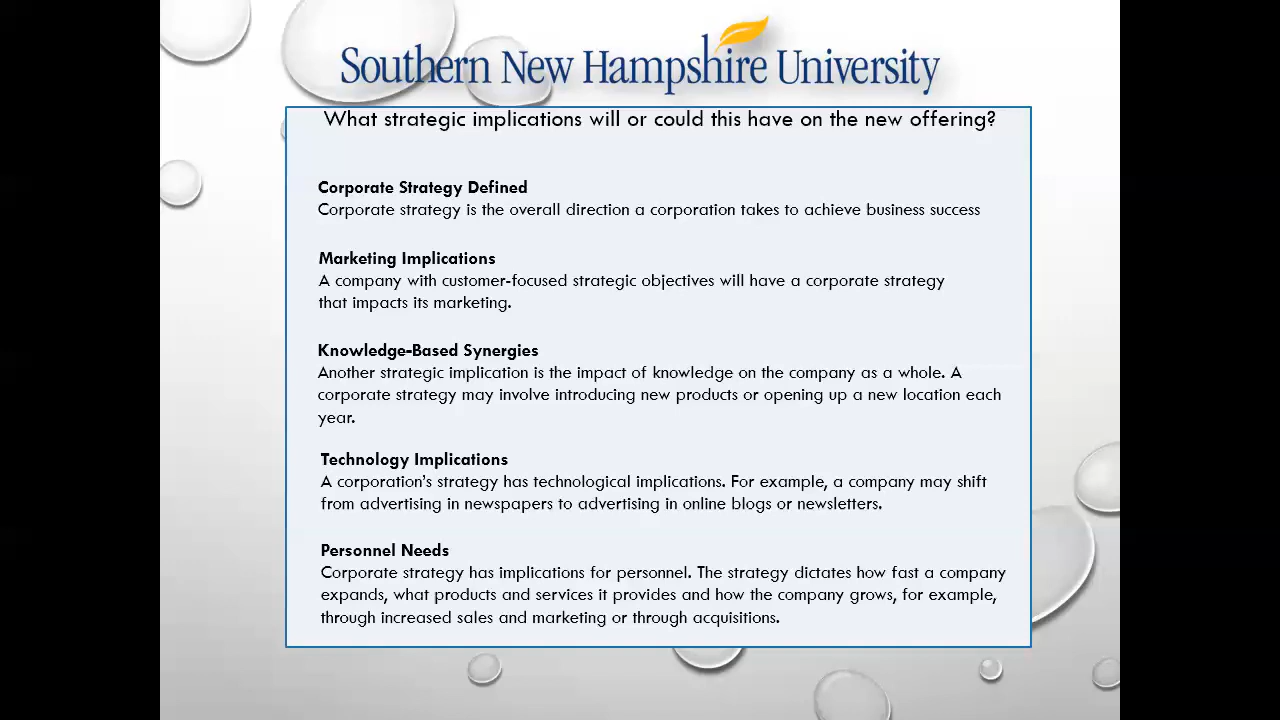 Southern New Hampshire University
What strategic implications will or could this have on the new offering?
Corporate Strategy Defined
Corporate strategy is the overall direction a corporation takes to achieve business success
Marketing Implications
A company with customer-focused strategic objectives will have a corporate strategy
that impacts its marketing.
Knowledge-Based Synergies
Another strategic implication is the impact of knowledge on the company as a whole. A
corporate strategy may involve introducing new products or opening up a new location each
year.
Technology Implications
A corporation's strategy has technological implications. For example, a company may shift
from advertising in newspapers to advertising in online blogs or newsletters.
Personnel Needs
Corporate strategy has implications for personnel. The strategy dictates how fast a company
expands, what products and services it provides and how the company grows, for example,
through increased sales and marketing or through acquisitions.